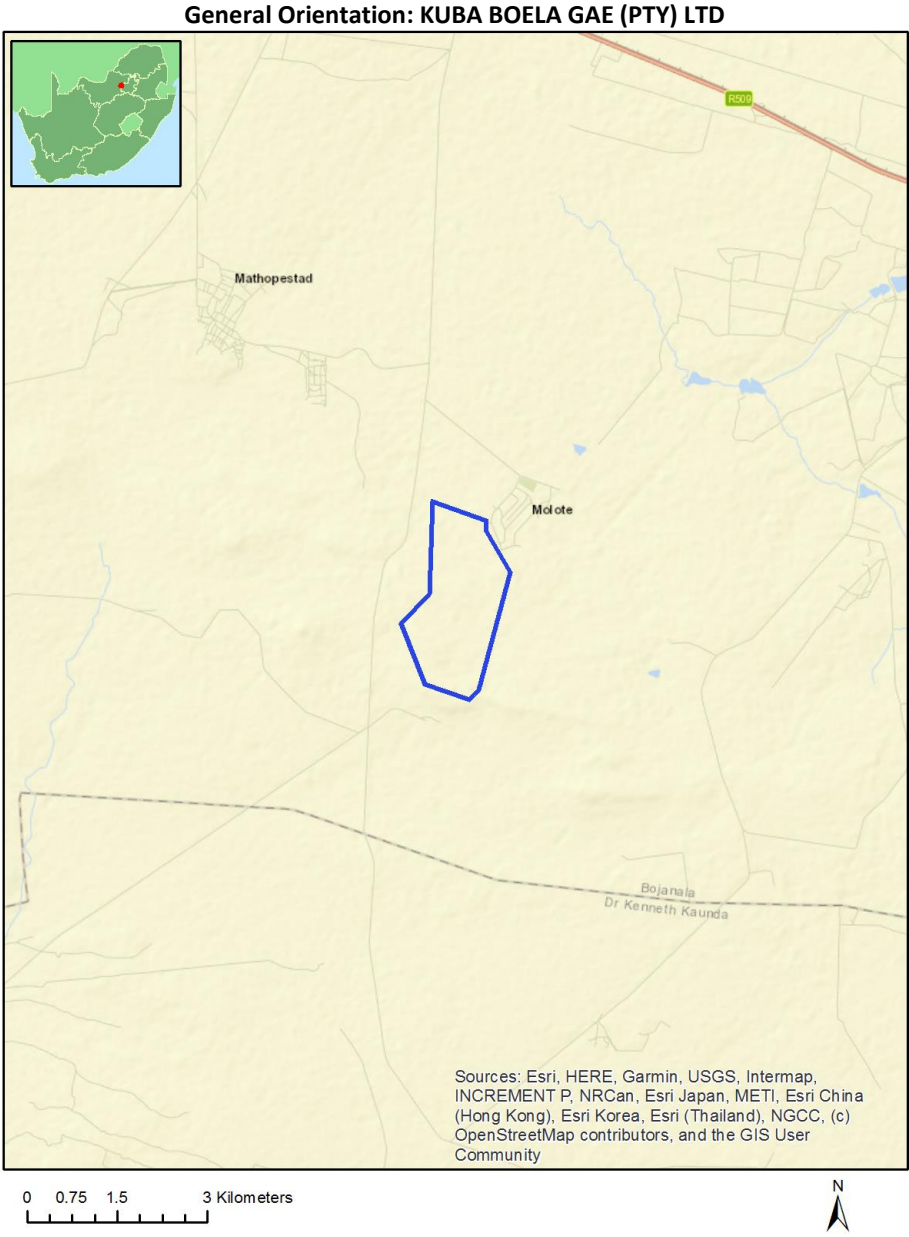 General Orientation: KUBA BOELA GAE (PTY) LTD
R509
Mathopestad
Molote
Bojanala
Dr Kenneth Kaunda
Sources: Esri, HERE, Garmin, USGS, Intermap,
INCREMENT P, NRCan, Esri Japan, METI, Esri China
(Hong Kong), Esri Korea, Esri (Thailand), NGCC, (c)
OpenStreetMap contributors, and the GIS User
Community
0 0.75 1.5 3 Kilometers
N